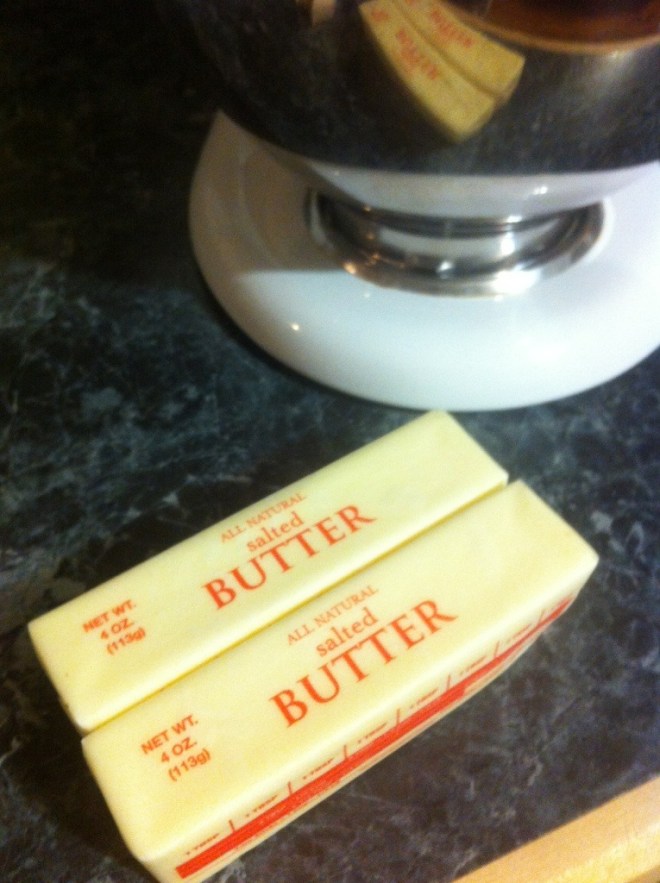 ALL NATURAL
salted
BUTTER
NET WT.
4 OZ.
(113g)
ALL NATURAL
salted
BUTTER
NET WT.
4 OZ.
(113g)